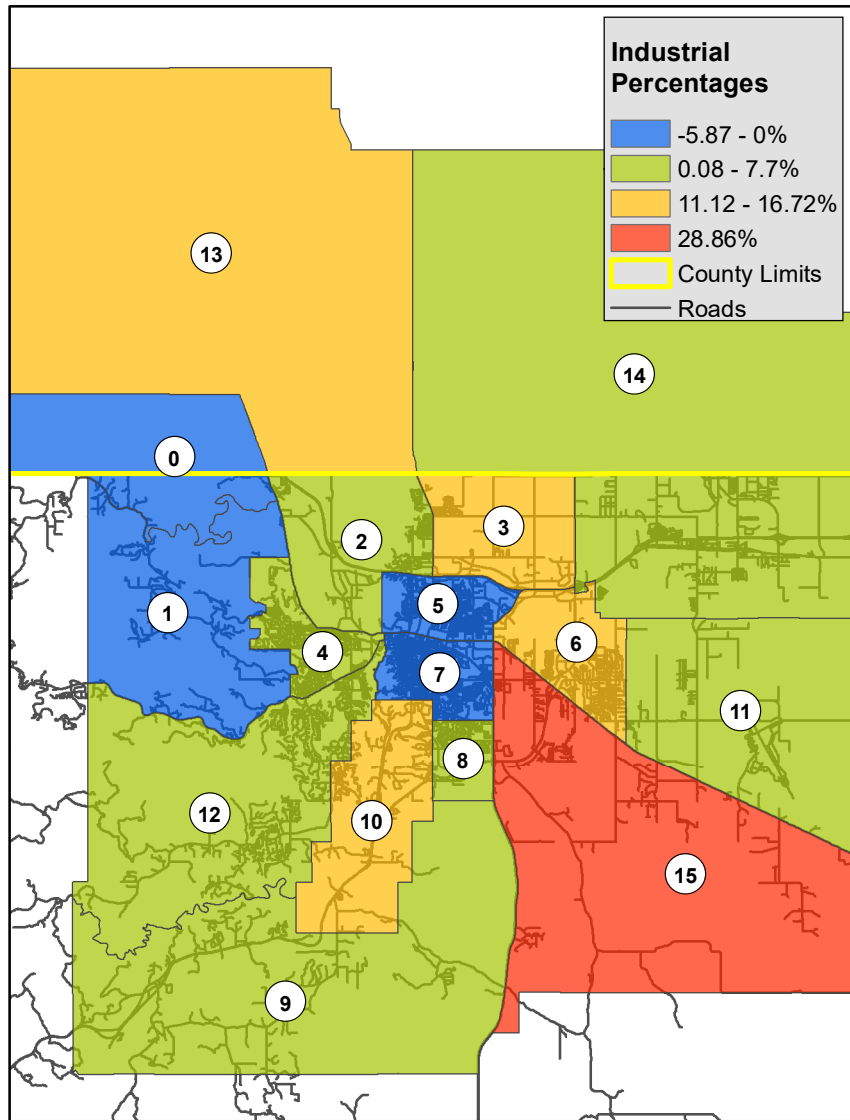 Industrial
Percentages
-5.87 - 0%
0.08 - 7.7%
11.12 - 16.72%
28.86%
County Limits
Roads
13
14
0
3
2
5
1
6
4
7
11
8
12
10
15
9